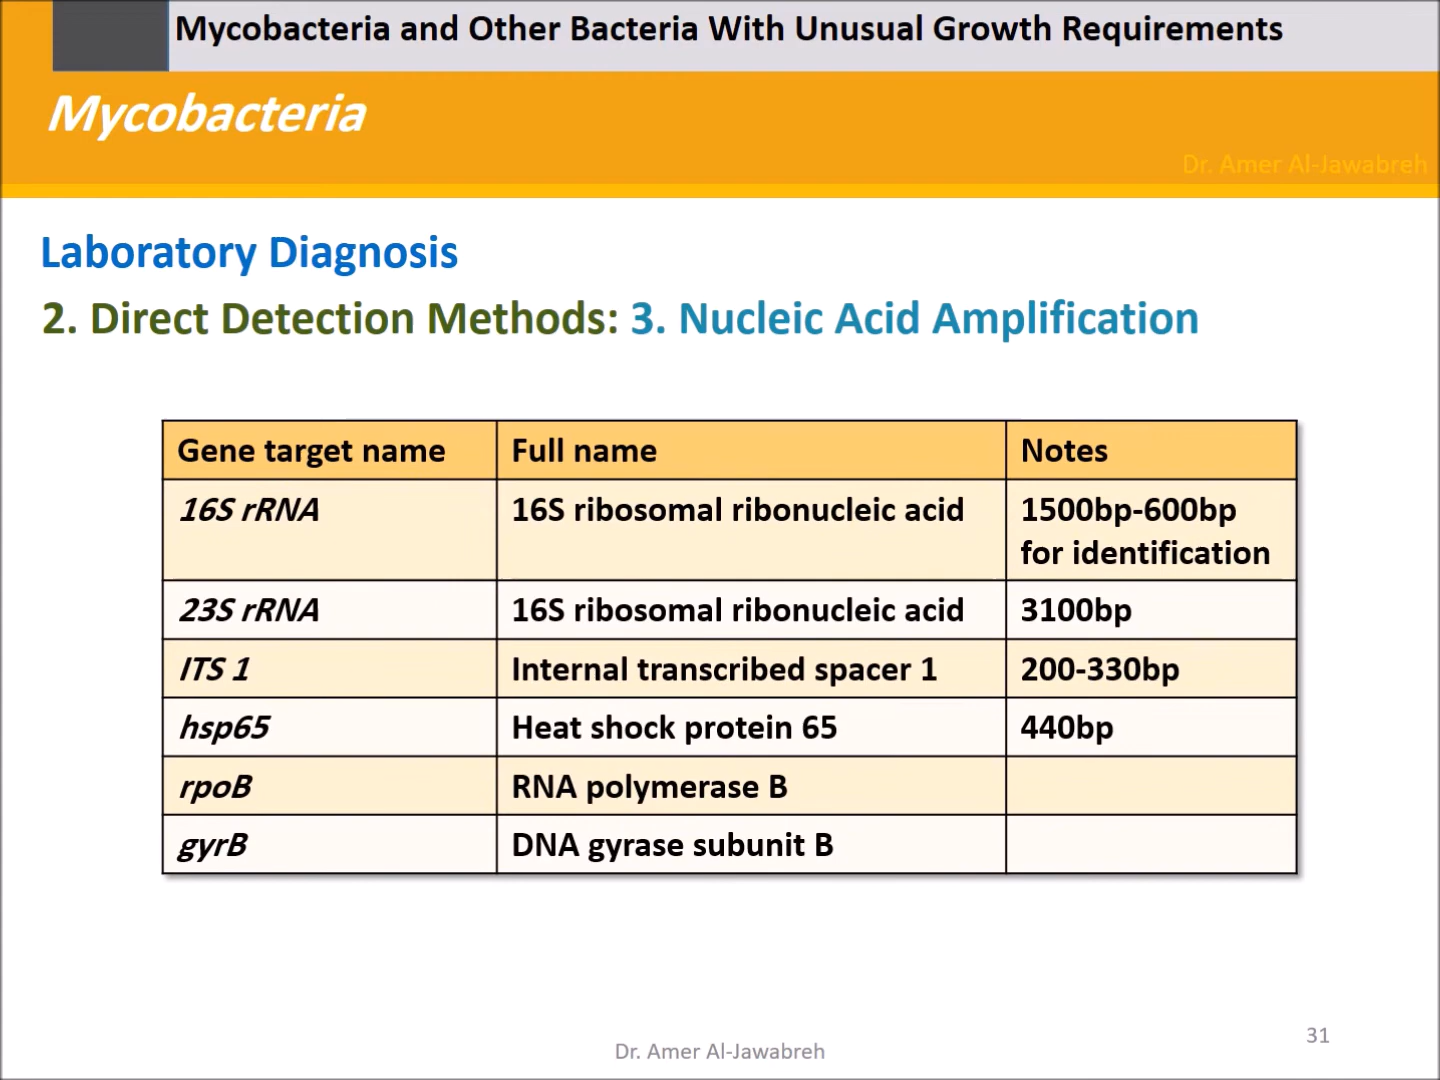 Mycobacteria and Other Bacteria With Unusual Growth Requirements
Mycobacteria
Dr. Amer Al-Jawabreh
Laboratory Diagnosis
2. Direct Detection Methods: 3. Nucleic Acid Amplification
Gene target name Full name Notes
16S rRNA 16S ribosomal ribonucleic acid 1500bp-600bp
for identification
23S rRNA 16S ribosomal ribonucleic acid 3100bp
ITS 1 Internal transcribed spacer 1 200-330bp
hsp65 Heat shock protein 65 440bp
rpoB RNA polymerase B
gyrB DNA gyrase subunit B
31
Dr. Amer Al-Jawabreh